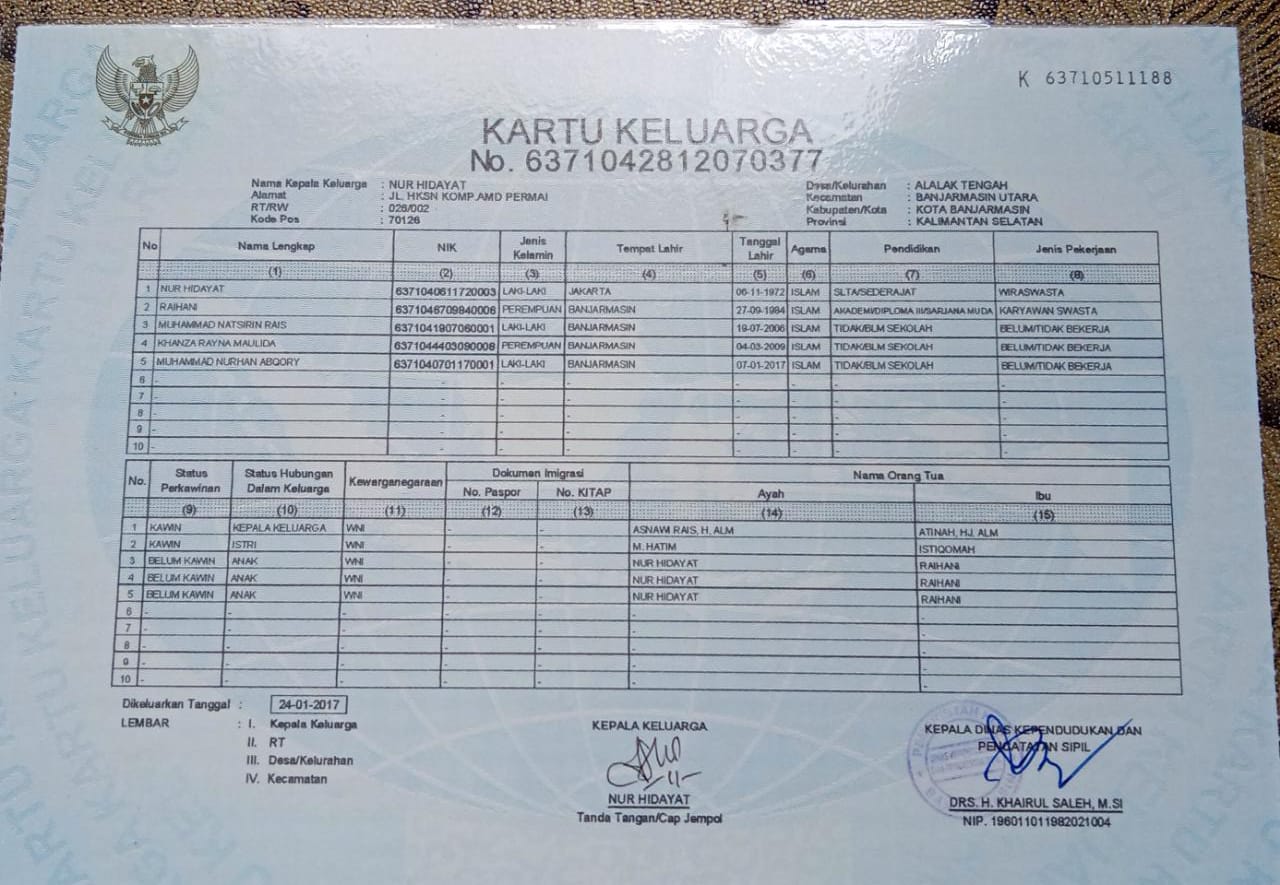 K 63710511188
KARTU KELUARGA
No. 6371042812070377
Nama Kepala Keluarga : NUR HIDAYAT
Alamat : JL. HKSN KOMP.AMD PERMAI
RT/RW : 026/002
Kode Pos : 70126
Desa/Kelurahan : ALALAK TENGAH
Kecamatan : BANJARMASIN UTARA
Kabupaten/Kota : KOTA BANJARMASIN
Provinsi : KALIMANTAN SELATAN
No Nama Lengkap NIK Jenis Kelamin Tempat Lahir Tanggal Lahir Agama Pendidikan Jenis Pekerjaan
(1) (2) (3) (4) (5) (6) (7) (8)
1 NUR HIDAYAT 6371040611720003 LAKI-LAKI JAKARTA 06-11-1972 ISLAM SLTA/SEDERAJAT WIRASWASTA
2 RAIHANI 6371046709840006 PEREMPUAN BANJARMASIN 27-09-1984 ISLAM AKADEMI/DIPLOMA III/SARJANA MUDA KARYAWAN SWASTA
3 MUHAMMAD NATSIRIN RAIS 6371041907060001 LAKI-LAKI BANJARMASIN 19-07-2006 ISLAM TIDAK/BLM SEKOLAH BELUM/TIDAK BEKERJA
4 KHANZA RAYNA MAULIDA 6371044403090006 PEREMPUAN BANJARMASIN 04-03-2009 ISLAM TIDAK/BLM SEKOLAH BELUM/TIDAK BEKERJA
5 MUHAMMAD NURHAN ABQORY 6371040701170001 LAKI-LAKI BANJARMASIN 07-01-2017 ISLAM TIDAK/BLM SEKOLAH BELUM/TIDAK BEKERJA
6 - - - - - - - -
7 - - - - - - - -
8 - - - - - - - -
9 - - - - - - - -
10 - - - - - - - -
No. Status Perkawinan Status Hubungan Dalam Keluarga Kewarganegaraan Dokumen Imigrasi Nama Orang Tua
No. Paspor No. KITAP Ayah Ibu
(9) (10) (11) (12) (13) (14) (15)
1 KAWIN KEPALA KELUARGA WNI - - ASNAWI RAIS, H. ALM ATINAH, HJ. ALM
2 KAWIN ISTRI WNI - - M. HATIM ISTIQOMAH
3 BELUM KAWIN ANAK WNI - - NUR HIDAYAT RAIHANI
4 BELUM KAWIN ANAK WNI - - NUR HIDAYAT RAIHANI
5 BELUM KAWIN ANAK WNI - - NUR HIDAYAT RAIHANI
6 - - - - - - -
7 - - - - - - -
8 - - - - - - -
9 - - - - - - -
10 - - - - - - -
Dikeluarkan Tanggal : 24-01-2017
LEMBAR : I. Kepala Keluarga
II. RT
III. Desa/Kelurahan
IV. Kecamatan
KEPALA KELUARGA
NUR HIDAYAT
Tanda Tangan/Cap Jempol
KEPALA DINAS KEPENDUDUKAN DAN
PENCATATAN SIPIL
DRS. H. KHAIRUL SALEH, M.SI
NIP. 196011011982021004